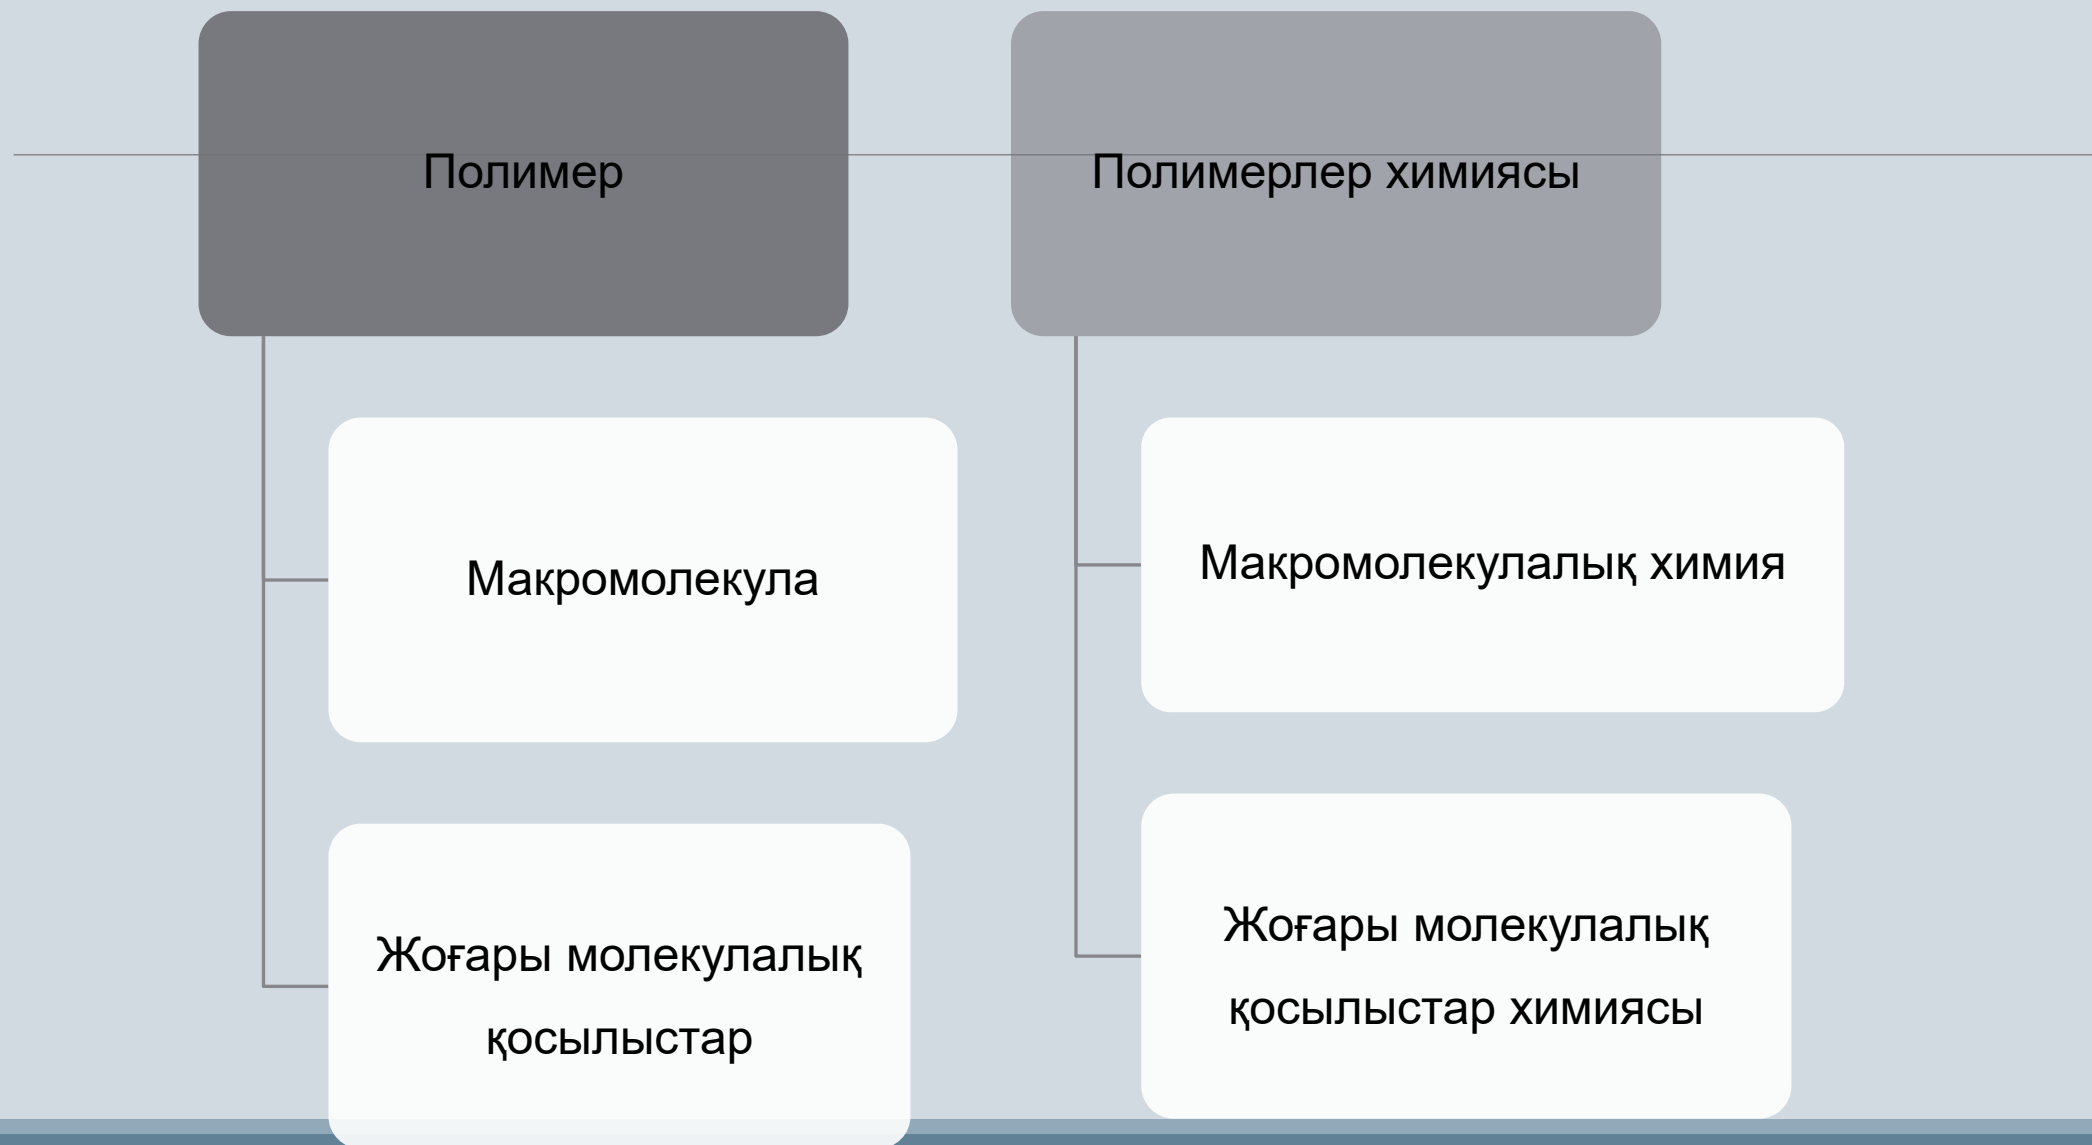 Полимер
Макромолекула
Жоғары молекулалық
қосылыстар
Полимерлер химиясы
Макромолекулалық химия
Жоғары молекулалық
қосылыстар химиясы